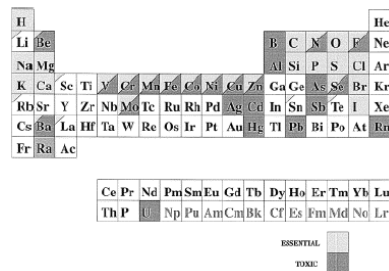 H He
Li Be B C N O F Ne
Na Mg Al Si P S Cl Ar
K Ca Sc Ti V Cr Mn Fe Co Ni Cu Zn Ga Ge As Se Br Kr
Rb Sr Y Zr Nb Mo Tc Ru Rh Pd Ag Cd In Sn Sb Te I Xe
Cs Ba La Hf Ta W Re Os Ir Pt Au Hg Tl Pb Bi Po At Rn
Fr Ra Ac
Ce Pr Nd Pm Sm Eu Gd Tb Dy Ho Er Tm Yb Lu
Th P U Np Pu Am Cm Bk Cf Es Fm Md No Lr
ESSENTIAL
TOXIC